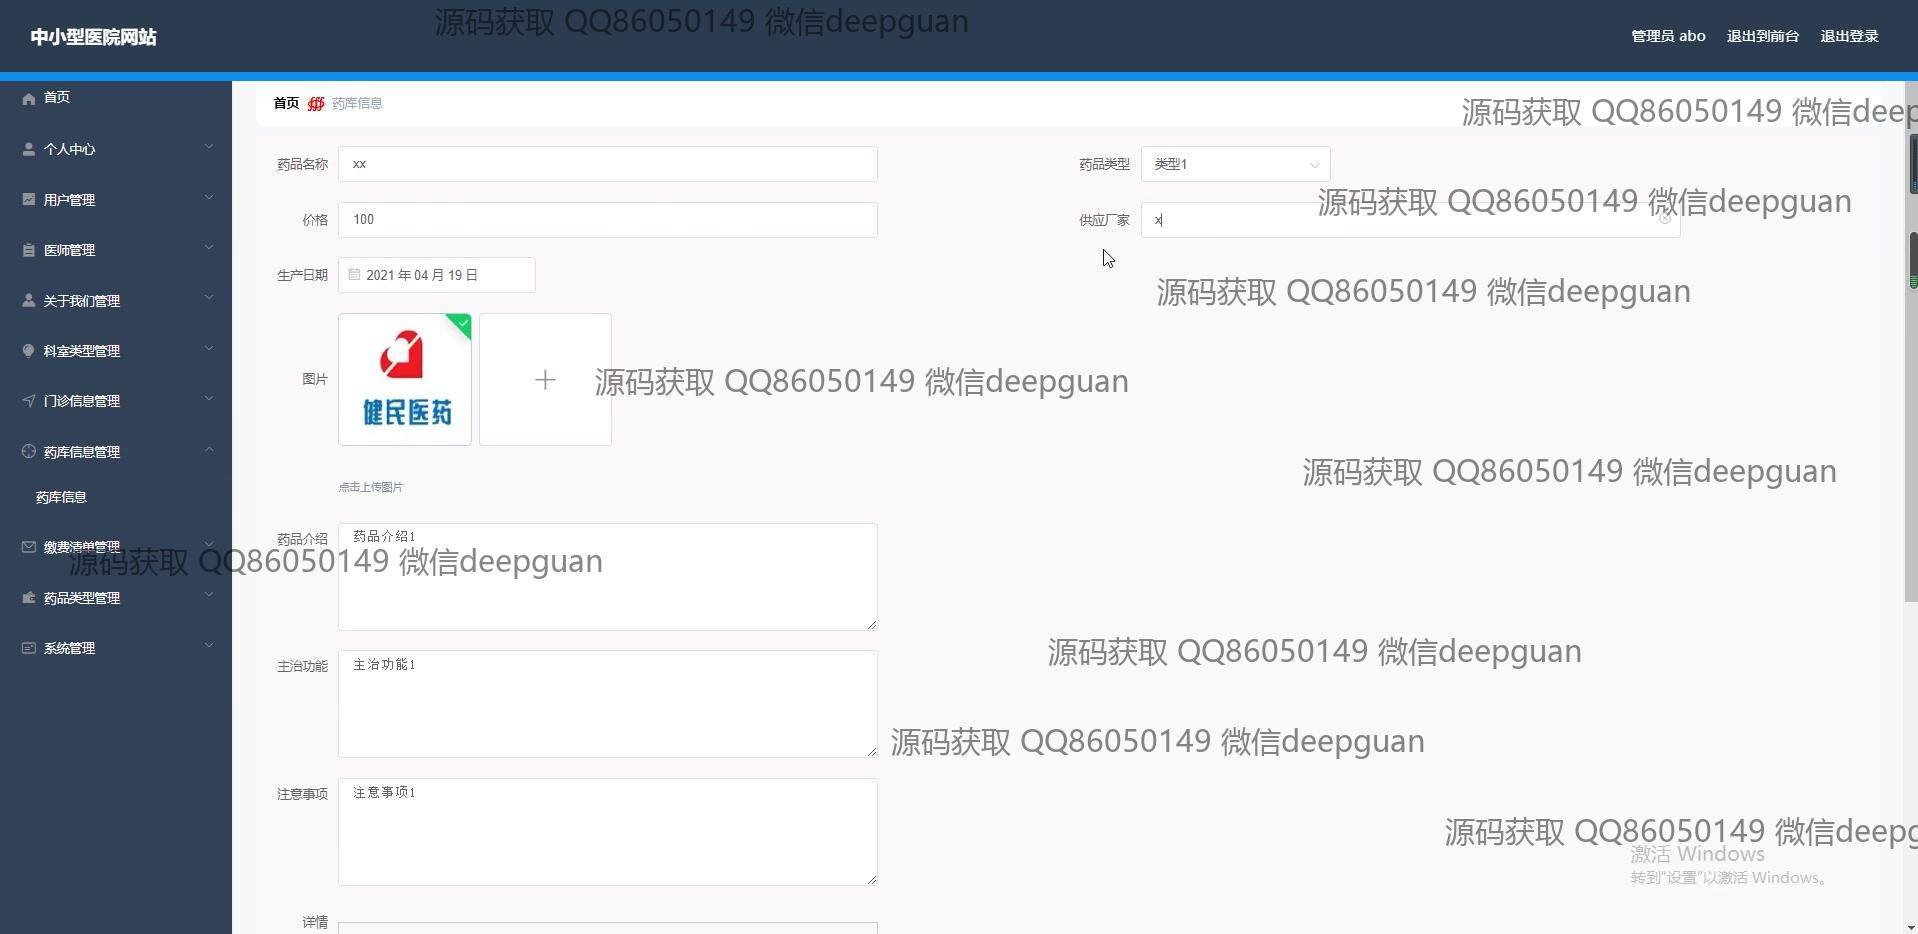 源码获取 QQ86050149 微信deepguan
中小型医院网站
管理员 abo 退出到前台 退出登录
首页
个人中心
用户管理
医师管理
关于我们管理
科室类型管理
门诊信息管理
药库信息管理
药库信息
缴费清单管理
药品类型管理
系统管理
首页 药库信息
源码获取 QQ86050149 微信deep
药品名称 xx
药品类型 类型1
源码获取 QQ86050149 微信deepguan
价格 100
供应厂家 x
生产日期 2021 年 04 月 19 日
源码获取 QQ86050149 微信deepguan
图片
健民医药
源码获取 QQ86050149 微信deepguan
源码获取 QQ86050149 微信deepguan
点击上传图片
药品介绍 药品介绍1
源码获取 QQ86050149 微信deepguan
主治功能 主治功能1
源码获取 QQ86050149 微信deepguan
源码获取 QQ86050149 微信deepguan
注意事项 注意事项1
源码获取 QQ86050149 微信deepg
激活 Windows
转到"设置"以激活 Windows。
详情